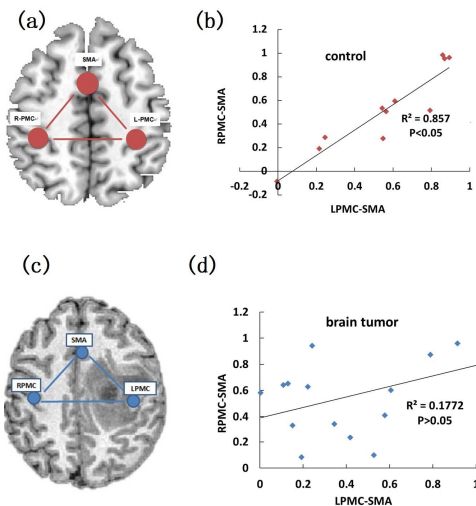 (a)
SMA
R-PMC
L-PMC
(b)
control
1.2
1
0.8
0.6
0.4
0.2
0
-0.2
-0.2
0
0.2
0.4
0.6
0.8
1
RPMC-SMA
LPMC-SMA
R² = 0.857
P<0.05
(c)
SMA
RPMC
LPMC
(d)
brain tumor
1.2
1
0.8
0.6
0.4
0.2
0
0
0.2
0.4
0.6
0.8
1
RPMC-SMA
LPMC-SMA
R² = 0.1772
P>0.05